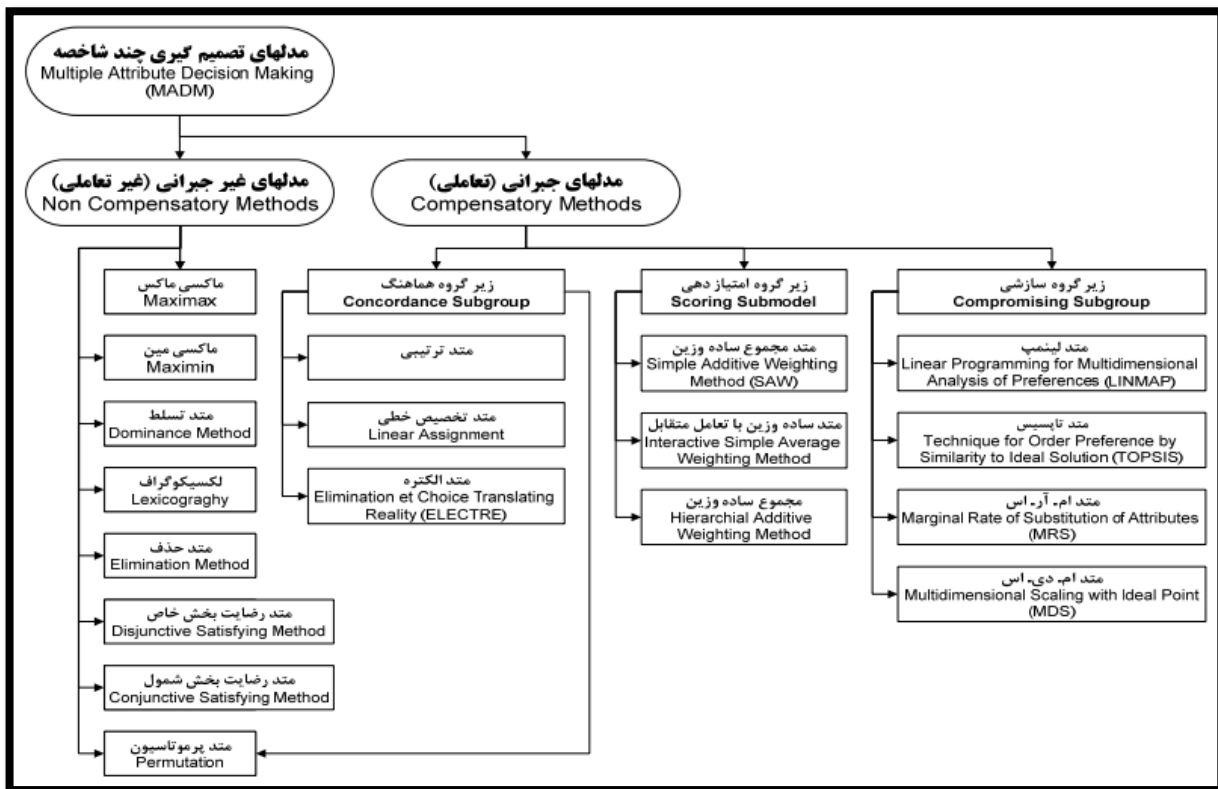 مدلهای تصمیم گیری چند شاخصه
Multiple Attribute Decision Making
(MADM)
مدلهای غیر جبرانی (غیر تعاملی)
Non Compensatory Methods
مدلهای جبرانی (تعاملی)
Compensatory Methods
ماکسی ماکس
Maximax
ماکسی مین
Maximin
متد تسلط
Dominance Method
لکسیکوگراف
Lexicograghy
متد حذف
Elimination Method
متد رضایت بخش خاص
Disjunctive Satisfying Method
متد رضایت بخش شمول
Conjunctive Satisfying Method
متد پرموتاسیون
Permutation
زیر گروه هماهنگ
Concordance Subgroup
متد ترتیبی
متد تخصیص خطی
Linear Assignment
متد الکتره
Elimination et Choice Translating
Reality (ELECTRE)
زیر گروه امتیاز دهی
Scoring Submodel
متد مجموع ساده وزین
Simple Additive Weighting
Method (SAW)
متد ساده وزین با تعامل متقابل
Interactive Simple Average
Weighting Method
مجموع ساده وزین
Hierarchial Additive
Weighting Method
زیر گروه سازشی
Compromising Subgroup
متد لینمپ
Linear Programming for Multidimensional
Analysis of Preferences (LINMAP)
متد تاپسیس
Technique for Order Preference by
Similarity to Ideal Solution (TOPSIS)
متد ام. آر. اس
Marginal Rate of Substitution of Attributes
(MRS)
متد ام. دی. اس
Multidimensional Scaling with Ideal Point
(MDS)